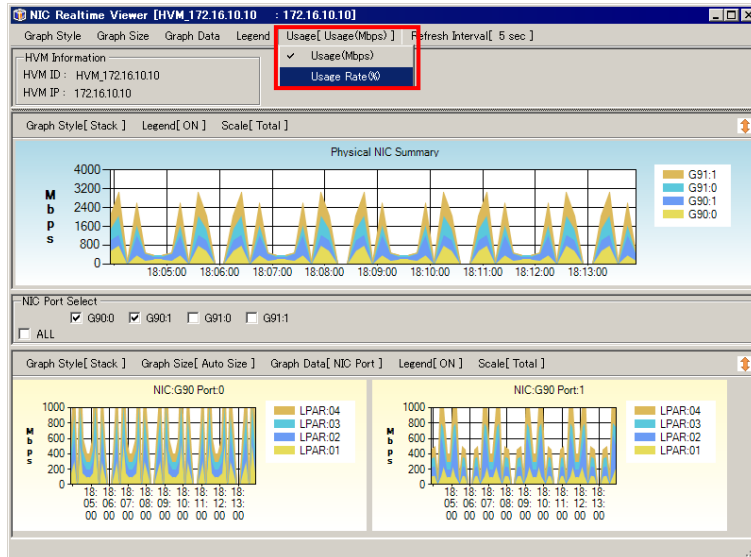 NIC Realtime Viewer [HVM_172.16.10.10 : 172.16.10.10]
Graph Style Graph Size Graph Data Legend Usage[ Usage(Mbps) ] Refresh Interval[ 5 sec ]
✓ Usage(Mbps)
Usage Rate(%)
HVM Information
HVM ID : HVM_172.16.10.10
HVM IP : 172.16.10.10
Graph Style[ Stack ] Legend[ ON ] Scale[ Total ]
Physical NIC Summary
Mbps
4000
3200
2400
1600
800
0
18:05:00 18:06:00 18:07:00 18:08:00 18:09:00 18:10:00 18:11:00 18:12:00 18:13:00
G91:1
G91:0
G90:1
G90:0
NIC Port Select
G90:0 G90:1 G91:0 G91:1
ALL
Graph Style[ Stack ] Graph Size[ Auto Size ] Graph Data[ NIC Port ] Legend[ ON ] Scale[ Total ]
NIC:G90 Port:0
Mbps
1000
800
600
400
200
0
18:05:00 18:06:00 18:07:00 18:08:00 18:09:00 18:10:00 18:11:00 18:12:00 18:13:00
LPAR:04
LPAR:03
LPAR:02
LPAR:01
NIC:G90 Port:1
Mbps
1000
800
600
400
200
0
18:05:00 18:06:00 18:07:00 18:08:00 18:09:00 18:10:00 18:11:00 18:12:00 18:13:00
LPAR:04
LPAR:03
LPAR:02
LPAR:01